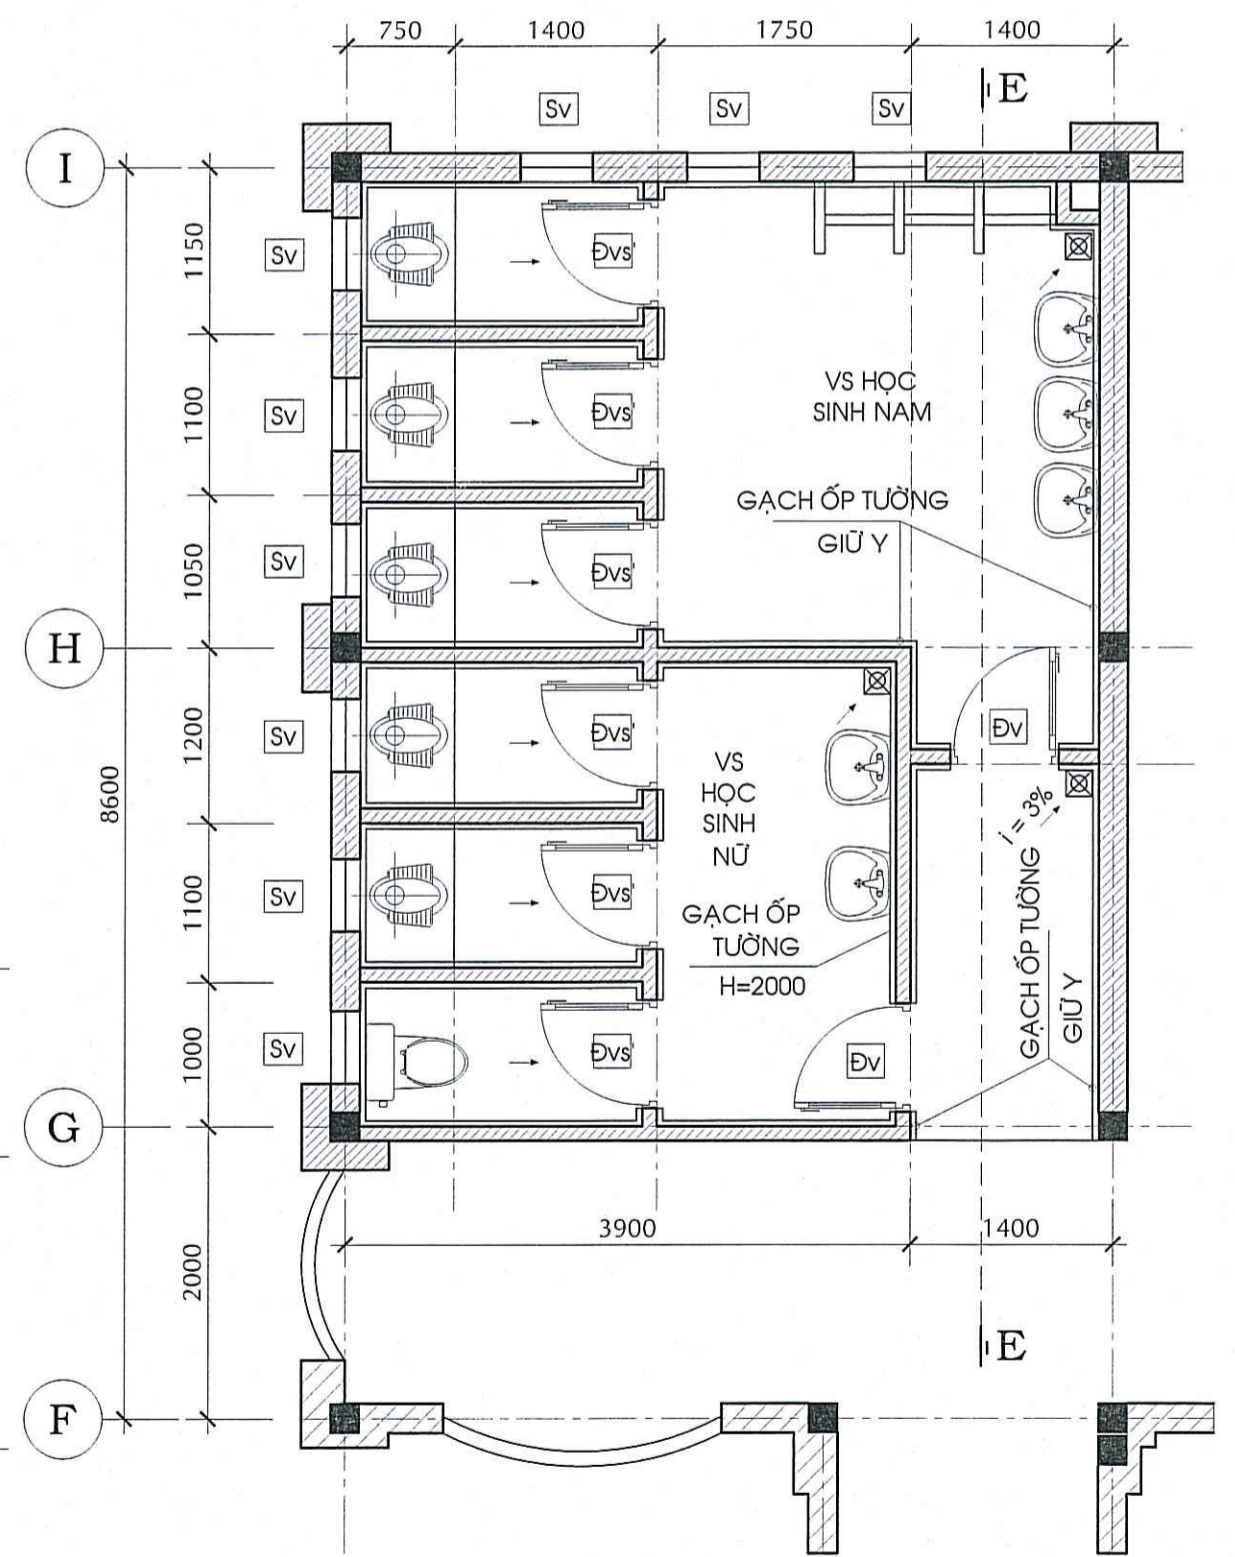 750 1400 1750 1400
E
Sv Sv Sv
I
1150
Sv
Đvs'
1100
Sv
Đvs'
VS HỌC
SINH NAM
GẠCH ỐP TƯỜNG
GIỮ Y
1050
Sv
Đvs'
H
1200
Sv
Đvs'
Đv
8600
VS
HỌC
SINH
NỮ
i = 3%
1100
Sv
Đvs'
GẠCH ỐP
TƯỜNG
H=2000
GẠCH ỐP TƯỜNG
GIỮ Y
1000
Sv
Đvs'
Đv
G
3900 1400
2000
E
F